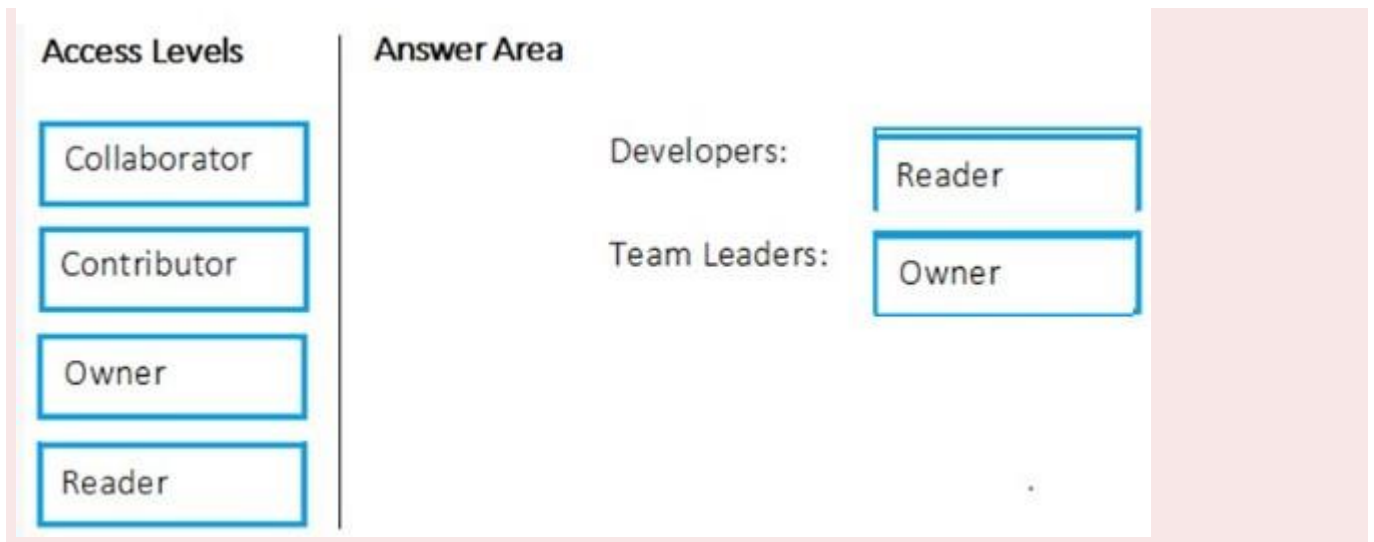 Access Levels
Answer Area
Collaborator
Contributor
Owner
Reader
Developers:
Reader
Team Leaders:
Owner